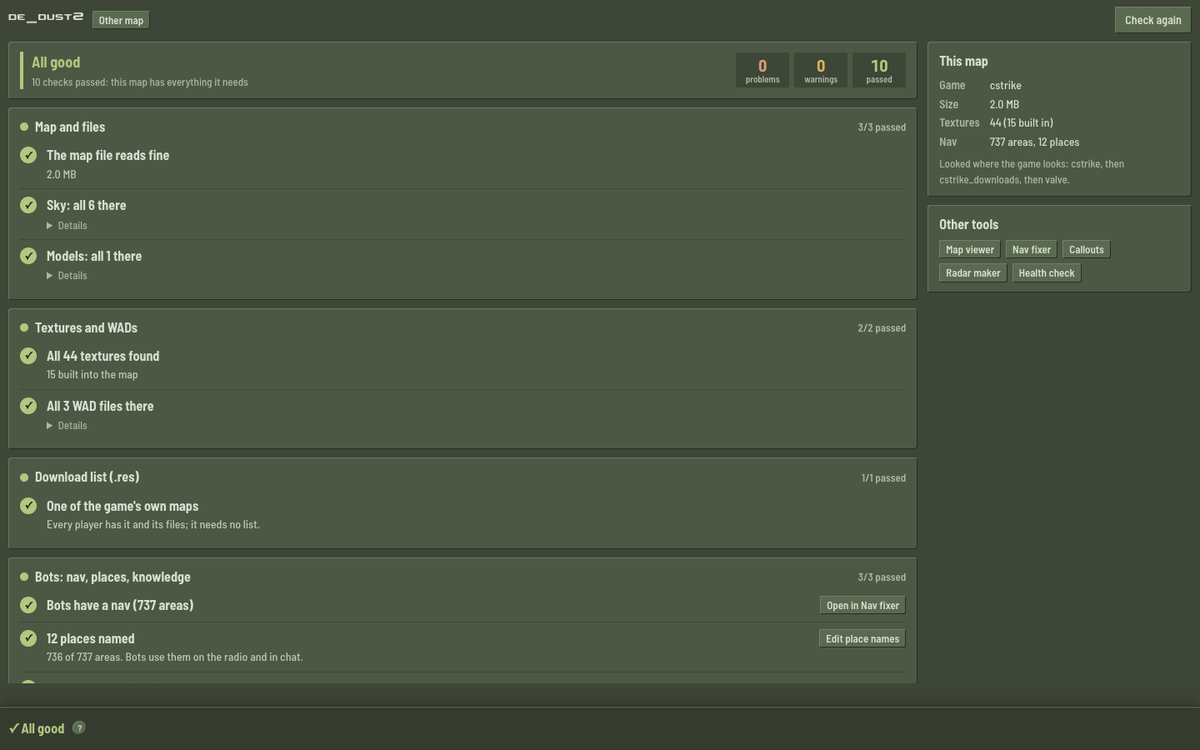 DE_DUST2
Other map
Check again
All good
10 checks passed: this map has everything it needs
0 problems
0 warnings
10 passed
Map and files
3/3 passed
The map file reads fine
2.0 MB
Sky: all 6 there
Details
Models: all 1 there
Details
Textures and WADs
2/2 passed
All 44 textures found
15 built into the map
All 3 WAD files there
Details
Download list (.res)
1/1 passed
One of the game's own maps
Every player has it and its files; it needs no list.
Bots: nav, places, knowledge
3/3 passed
Bots have a nav (737 areas)
Open in Nav fixer
12 places named
Edit place names
736 of 737 areas. Bots use them on the radio and in chat.
This map
Game cstrike
Size 2.0 MB
Textures 44 (15 built in)
Nav 737 areas, 12 places
Looked where the game looks: cstrike, then
cstrike_downloads, then valve.
Other tools
Map viewer
Nav fixer
Callouts
Radar maker
Health check
✓ All good ?